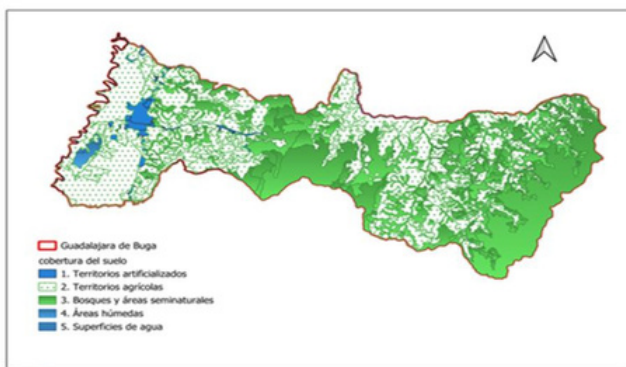 Guadalajara de Buga
cobertura del suelo
1. Territorios artificializados
2. Territorios agrícolas
3. Bosques y áreas seminaturales
4. Áreas húmedas
5. Superficies de agua